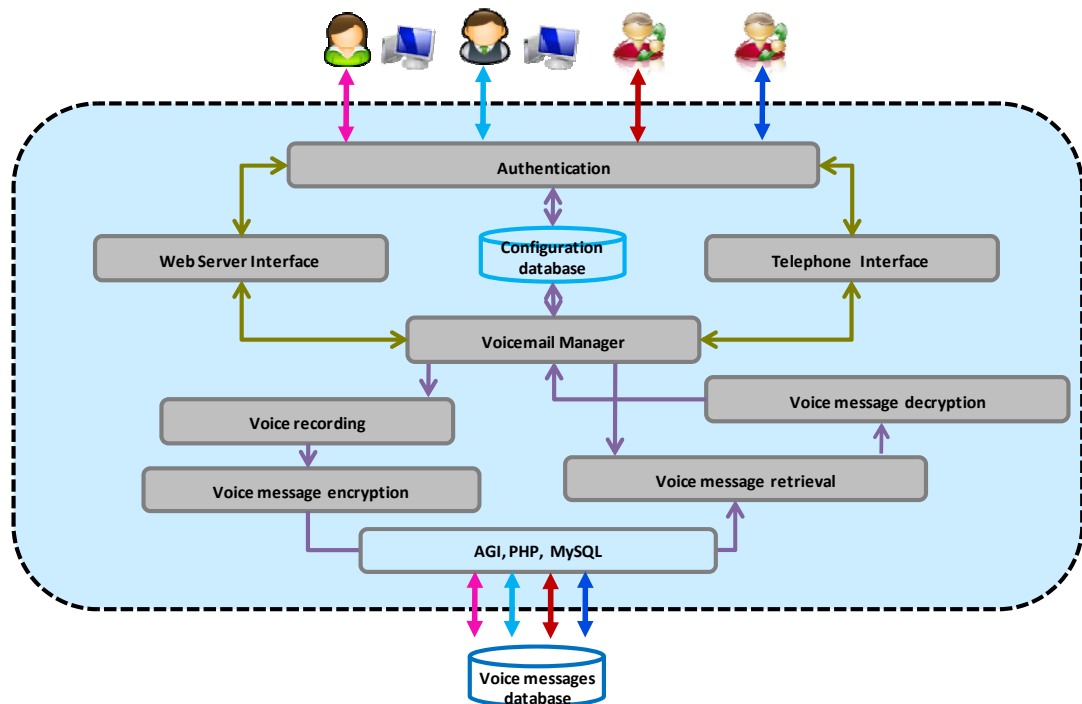 Authentication
Configuration
database
Web Server Interface
Telephone Interface
Voicemail Manager
Voice message decryption
Voice recording
Voice message retrieval
Voice message encryption
AGI, PHP, MySQL
Voice messages
database